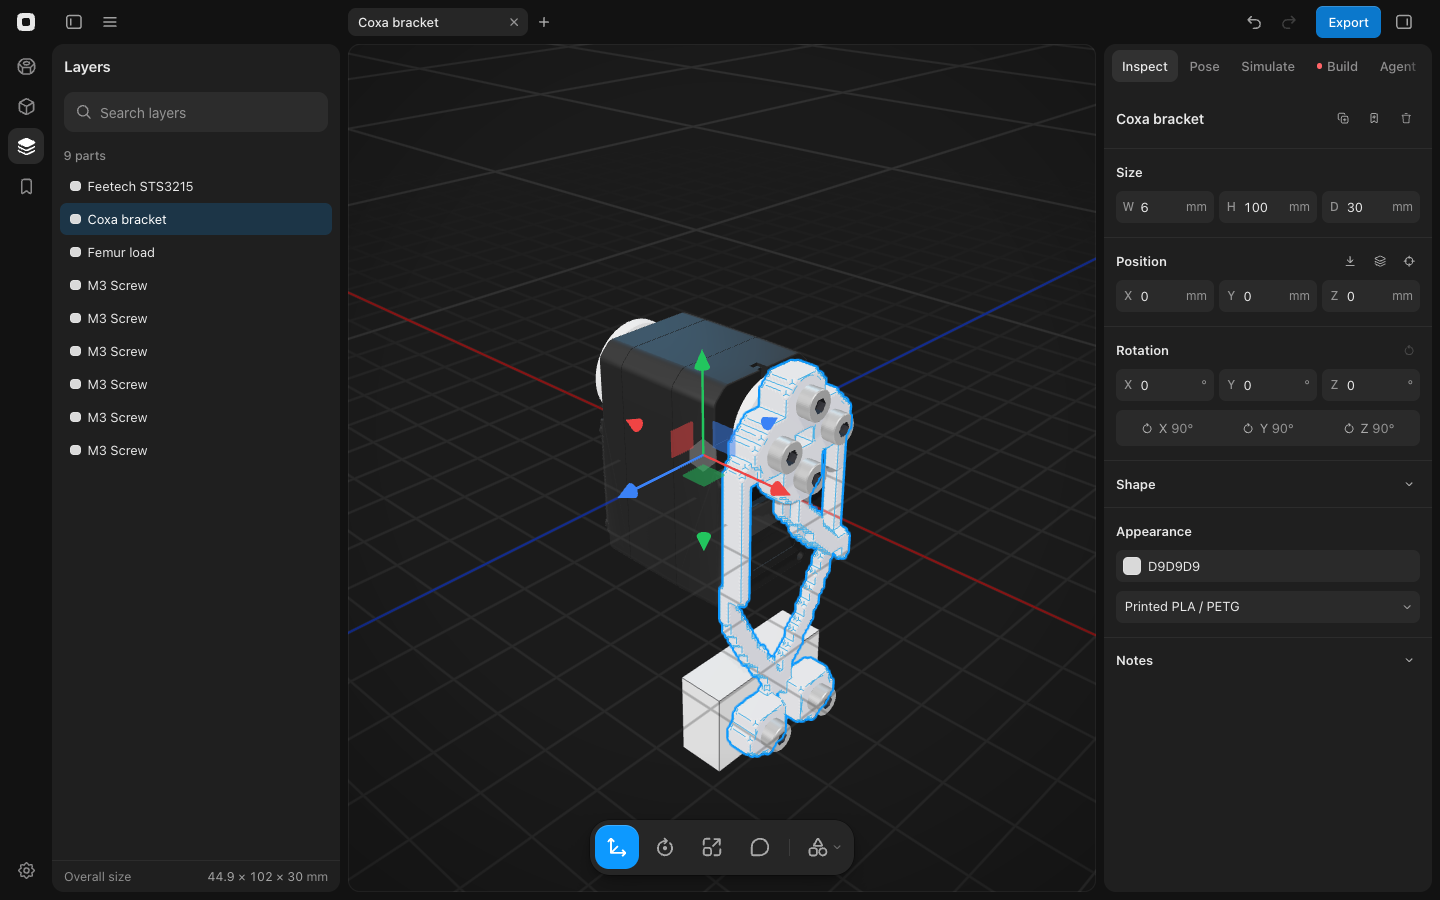 Coxa bracket
Export
Layers
Search layers
9 parts
Feetech STS3215
Coxa bracket
Femur load
M3 Screw
M3 Screw
M3 Screw
M3 Screw
M3 Screw
M3 Screw
Overall size 44.9 × 102 × 30 mm
Inspect Pose Simulate Build Agent
Coxa bracket
Size
W 6 mm H 100 mm D 30 mm
Position
X 0 mm Y 0 mm Z 0 mm
Rotation
X 0 ° Y 0 ° Z 0 °
X 90° Y 90° Z 90°
Shape
Appearance
D9D9D9
Printed PLA / PETG
Notes